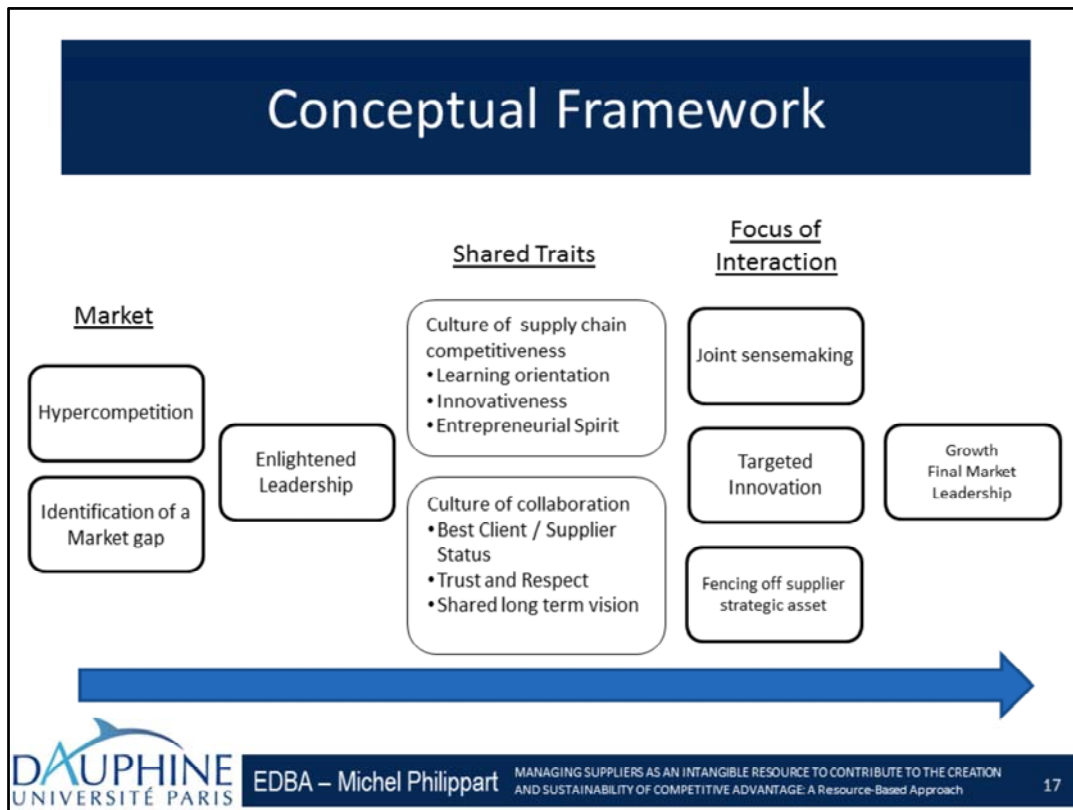 Conceptual Framework
Market
Hypercompetition
Identification of a
Market gap
Enlightened
Leadership
Shared Traits
Culture of supply chain
competitiveness
•Learning orientation
•Innovativeness
•Entrepreneurial Spirit
Culture of collaboration
•Best Client / Supplier
Status
•Trust and Respect
•Shared long term vision
Focus of
Interaction
Joint sensemaking
Targeted
Innovation
Fencing off supplier
strategic asset
Growth
Final Market
Leadership
DAUPHINE
UNIVERSITÉ PARIS
EDBA – Michel Philippart
MANAGING SUPPLIERS AS AN INTANGIBLE RESOURCE TO CONTRIBUTE TO THE CREATION
AND SUSTAINABILITY OF COMPETITIVE ADVANTAGE: A Resource-Based Approach
17